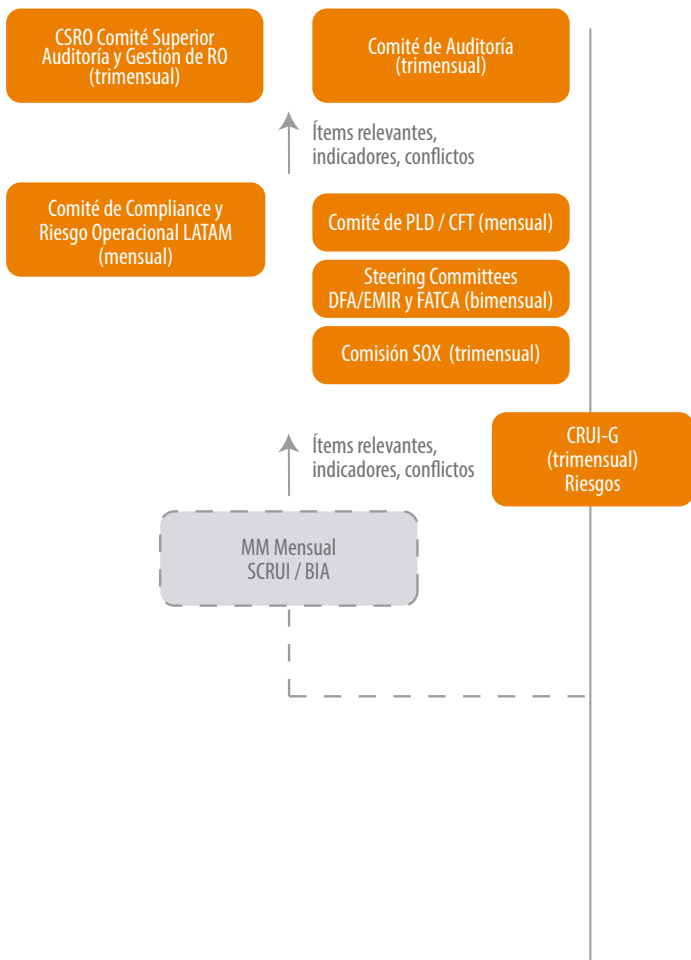 CSRO Comité Superior
Auditoría y Gestión de RO
(trimensual)
Comité de Auditoría
(trimensual)
Ítems relevantes,
indicadores, conflictos
Comité de Compliance y
Riesgo Operacional LATAM
(mensual)
Comité de PLD / CFT (mensual)
Steering Committees
DFA/EMIR y FATCA (bimensual)
Comisión SOX (trimensual)
Ítems relevantes,
indicadores, conflictos
CRUI-G
(trimensual)
Riesgos
MM Mensual
SCRUI / BIA